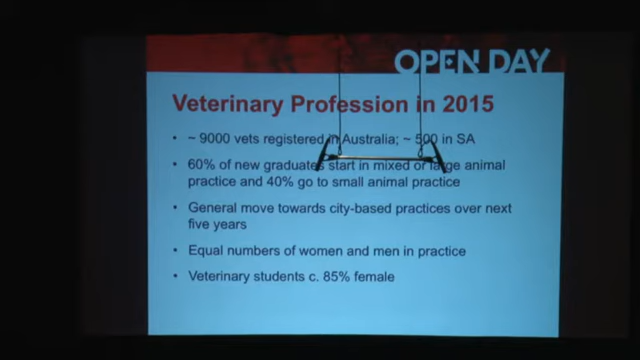 OPEN DAY
Veterinary Profession in 2015
• ~ 9000 vets registered in Australia; ~ 500 in SA
• 60% of new graduates start in mixed or large animal
practice and 40% go to small animal practice
• General move towards city-based practices over next
five years
• Equal numbers of women and men in practice
• Veterinary students c. 85% female